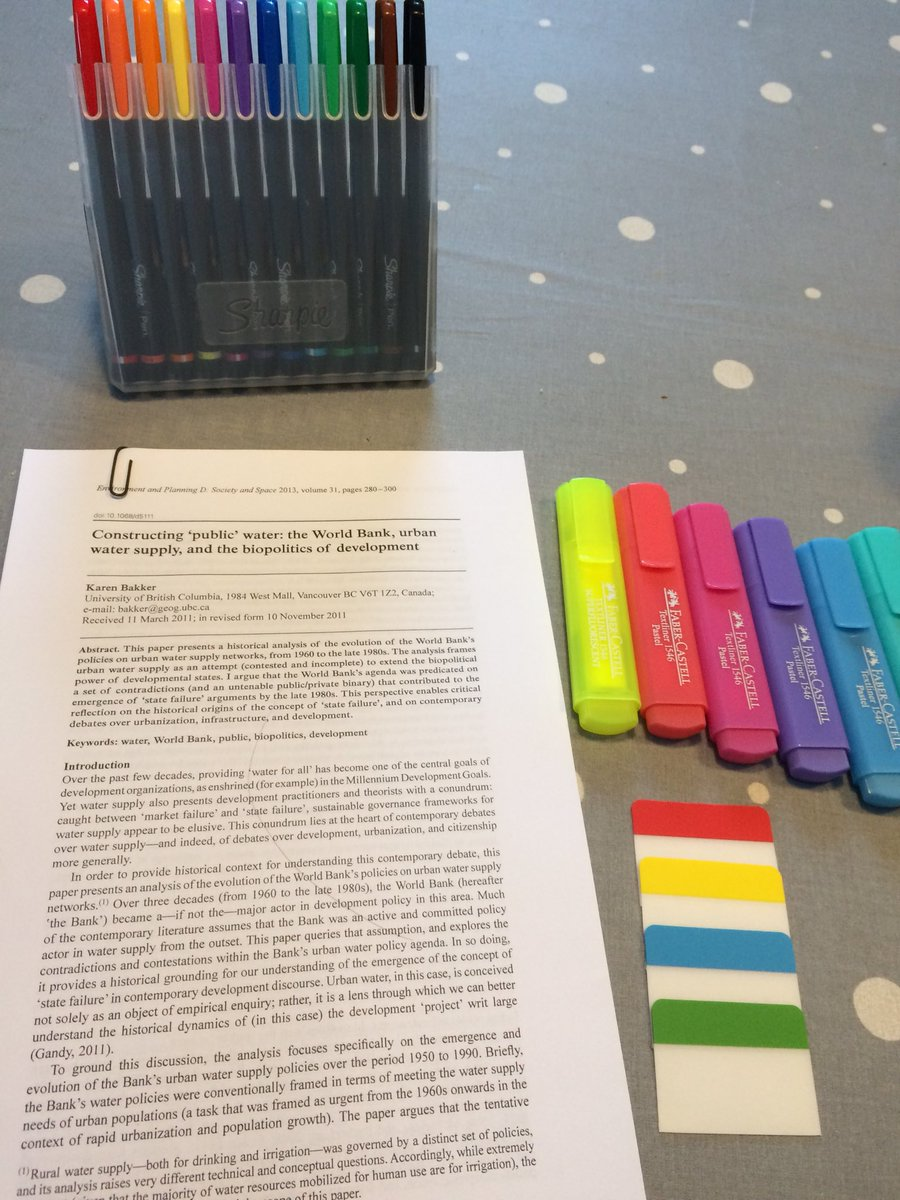 Sharpie
Sharpie Pen
Sharpie
Sharpie
Sharpie Pen
Environment and Planning D: Society and Space 2013, volume 31, pages 280–300
doi:10.1068/d5111
Constructing ‘public’ water: the World Bank, urban
water supply, and the biopolitics of development
Karen Bakker
University of British Columbia, 1984 West Mall, Vancouver BC V6T 1Z2, Canada;
e-mail: bakker@geog.ubc.ca
Received 11 March 2011; in revised form 10 November 2011
Abstract. This paper presents a historical analysis of the evolution of the World Bank’s
policies on urban water supply networks, from 1960 to the late 1980s. The analysis frames
urban water supply as an attempt (contested and incomplete) to extend the biopolitical
power of developmental states. I argue that the World Bank’s agenda was predicated on
a set of contradictions (and an untenable public/private binary) that contributed to the
emergence of ‘state failure’ arguments by the late 1980s. This perspective enables critical
reflection on the historical origins of the concept of ‘state failure’, and on contemporary
debates over urbanization, infrastructure, and development.
Keywords: water, World Bank, public, biopolitics, development
Introduction
Over the past few decades, providing ‘water for all’ has become one of the central goals of
development organizations, as enshrined (for example) in the Millennium Development Goals.
Yet water supply also presents development practitioners and theorists with a conundrum:
caught between ‘market failure’ and ‘state failure’, sustainable governance frameworks for
water supply appear to be elusive. This conundrum lies at the heart of contemporary debates
over water supply—and indeed, of debates over development, urbanization, and citizenship
more generally.
In order to provide historical context for understanding this contemporary debate, this
paper presents an analysis of the evolution of the World Bank’s policies on urban water supply
networks.(1) Over three decades (from 1960 to the late 1980s), the World Bank (hereafter
‘the Bank’) became a—if not the—major actor in development policy in this area. Much
of the contemporary literature assumes that the Bank was an active and committed policy
actor in water supply from the outset. This paper queries that assumption, and explores the
contradictions and contestations within the Bank’s urban water policy agenda. In so doing,
it provides a historical grounding for our understanding of the emergence of the concept of
‘state failure’ in contemporary development discourse. Urban water, in this case, is conceived
not solely as an object of empirical enquiry; rather, it is a lens through which we can better
understand the historical dynamics of (in this case) the development ‘project’ writ large
(Gandy, 2011).
To ground this discussion, the analysis focuses specifically on the emergence and
evolution of the Bank’s urban water supply policies over the period 1950 to 1990. Briefly,
the Bank’s water policies were conventionally framed in terms of meeting the water supply
needs of urban populations (a task that was framed as urgent from the 1960s onwards in the
context of rapid urbanization and population growth). The paper argues that the tentative
(1) Rural water supply—both for drinking and irrigation—was governed by a distinct set of policies,
and its analysis raises very different technical and conceptual questions. Accordingly, while extremely
that the majority of water resources mobilized for human use are for irrigation), the
of this paper.
FABER-CASTELL
TEXTLINER 1546
SUPERFLUORESCENT
FABER-CASTELL
Textliner 1546
Pastel
FABER-CASTELL
Textliner 1546
Pastel
FABER-CASTELL
Textliner 1546
Pastel
FABER-CASTELL
Textliner 1546
Pastel